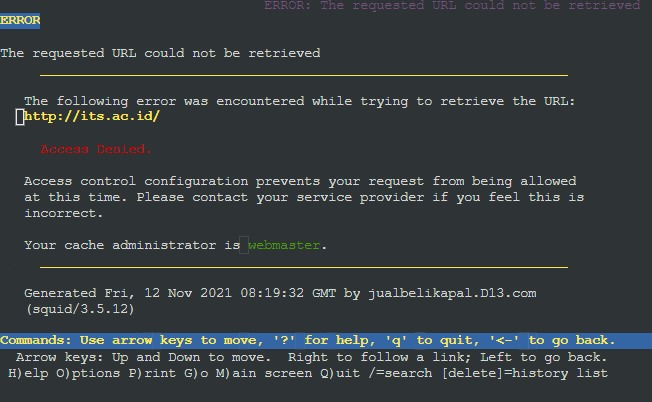 ERROR: The requested URL could not be retrieved
ERROR
The requested URL could not be retrieved
The following error was encountered while trying to retrieve the URL:
http://its.ac.id/
Access Denied.
Access control configuration prevents your request from being allowed
at this time. Please contact your service provider if you feel this is
incorrect.
Your cache administrator is webmaster.
Generated Fri, 12 Nov 2021 08:19:32 GMT by jualbelikapal.D13.com
(squid/3.5.12)
Commands: Use arrow keys to move, '?' for help, 'q' to quit, '<-' to go back.
Arrow keys: Up and Down to move.  Right to follow a link; Left to go back.
H)elp O)ptions P)rint G)o M)ain screen Q)uit /=search [delete]=history list